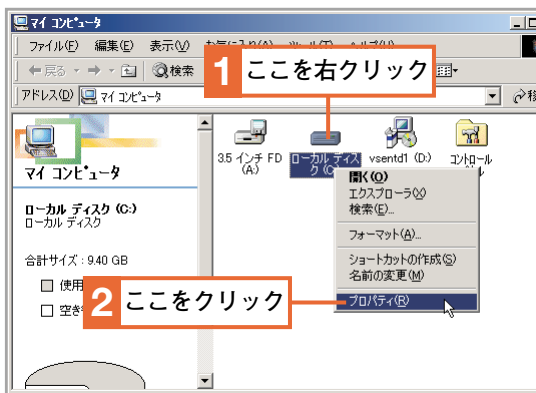 マイ コンピュータ
ファイル(F) 編集(E) 表示(V)
戻る 検索
アドレス(D) マイ コンピュータ
1 ここを右クリック
マイ コンピュータ
ローカル ディスク (C:)
ローカル ディスク
合計サイズ : 9.40 GB
使用
空き
3.5 インチ FD
(A:)
ローカル ディス
ク (C
vsentd1 (D:)
コントロール
開く(O)
エクスプローラ(X)
検索(E)...
フォーマット(A)...
ショートカットの作成(S)
名前の変更(M)
プロパティ(R)
2 ここをクリック